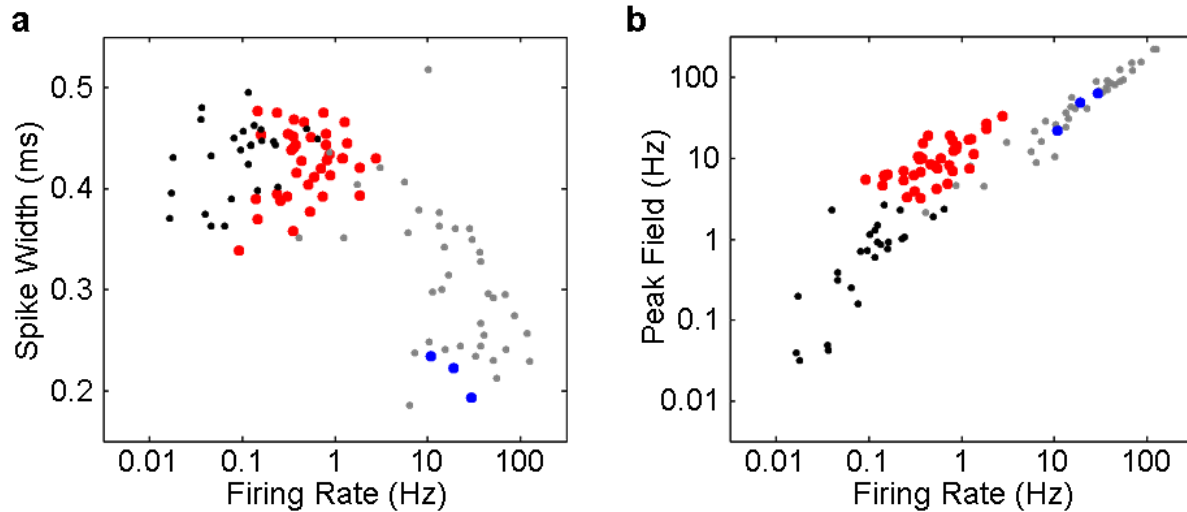 a
Spike Width (ms)
0.5
0.4
0.3
0.2
0.01 0.1 1 10 100
Firing Rate (Hz)
b
Peak Field (Hz)
100
10
1
0.1
0.01
0.01 0.1 1 10 100
Firing Rate (Hz)